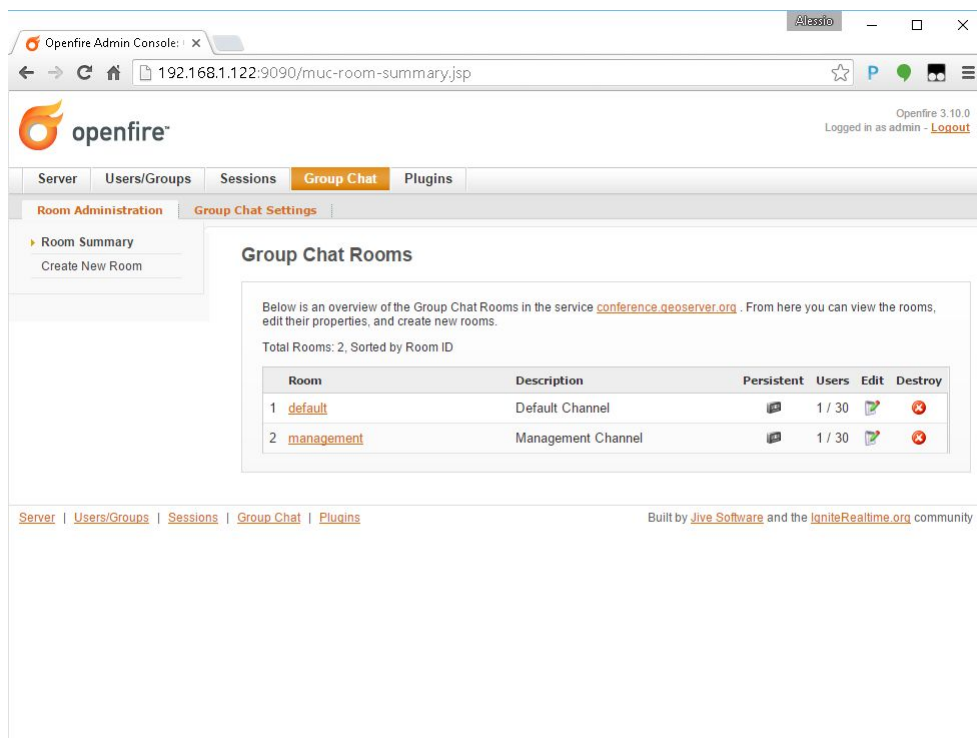 Alessio
Openfire Admin Console:
192.168.1.122:9090/muc-room-summary.jsp
P
openfire™
Openfire 3.10.0
Logged in as admin - Logout
Server Users/Groups Sessions Group Chat Plugins
Room Administration Group Chat Settings
Room Summary
Create New Room
Group Chat Rooms
Below is an overview of the Group Chat Rooms in the service conference.geoserver.org . From here you can view the rooms,
edit their properties, and create new rooms.
Total Rooms: 2, Sorted by Room ID
Room Description Persistent Users Edit Destroy
1 default Default Channel 1 / 30
2 management Management Channel 1 / 30
Server | Users/Groups | Sessions | Group Chat | Plugins
Built by Jive Software and the IgniteRealtime.org community